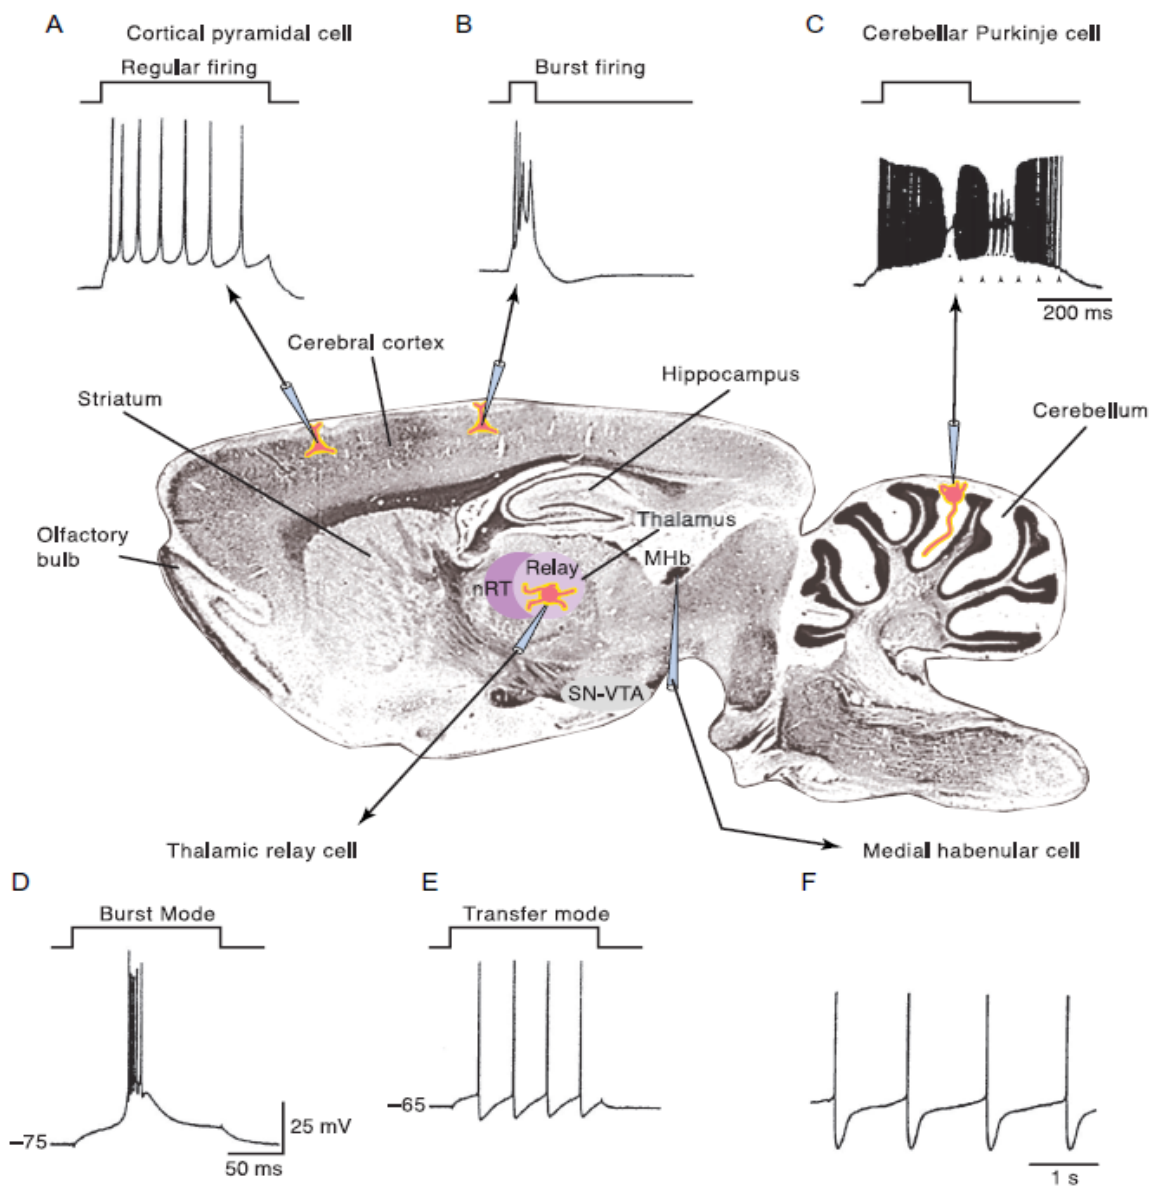 A
Cortical pyramidal cell
Regular firing
B
Burst firing
C
Cerebellar Purkinje cell
200 ms
Cerebral cortex
Striatum
Hippocampus
Cerebellum
Olfactory
bulb
Thalamus
MHb
Relay
nRT
SN-VTA
Thalamic relay cell
Medial habenular cell
D
Burst Mode
–75
25 mV
50 ms
E
Transfer mode
–65
F
1 s